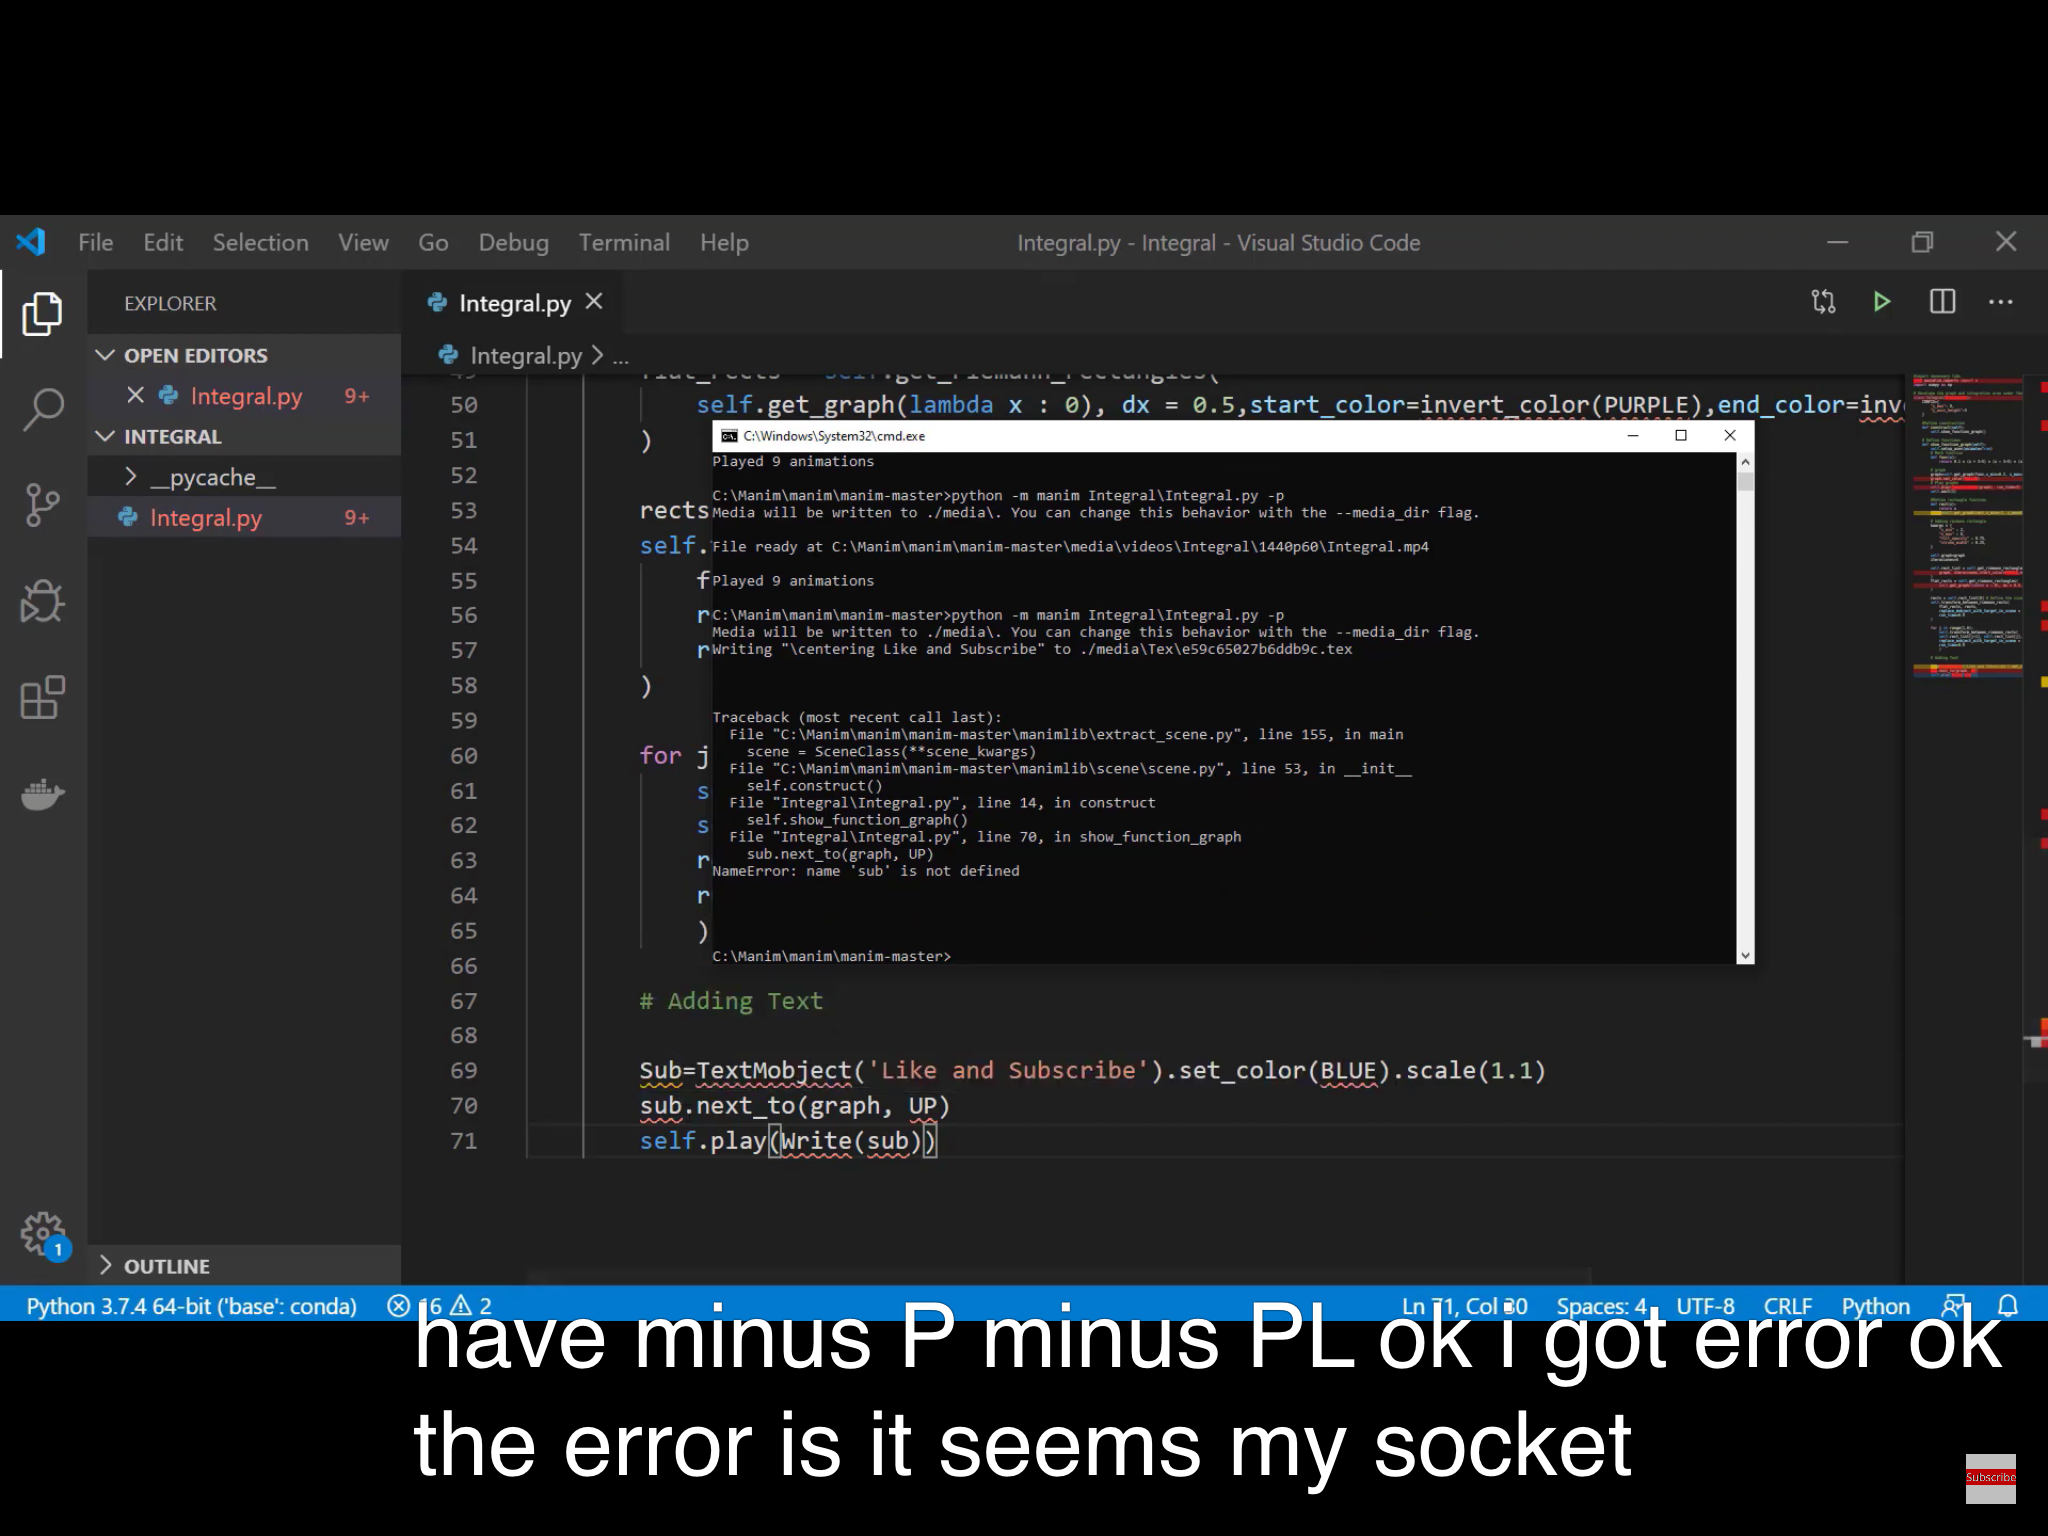 File Edit Selection View Go Debug Terminal Help Integral.py - Integral - Visual Studio Code
EXPLORER
Integral.py
OPEN EDITORS
Integral.py 9+
INTEGRAL
__pycache__
Integral.py 9+
OUTLINE
Integral.py > ...
50 self.get_graph(lambda x : 0), dx = 0.5,start_color=invert_color(PURPLE),end_color=inve
51 )
52
53 rects
54 self.
55 f
56 r
57 r
58 )
59
60 for j
61 s
62 s
63 r
64 r
65 )
66
67 # Adding Text
68
69 Sub=TextMobject('Like and Subscribe').set_color(BLUE).scale(1.1)
70 sub.next_to(graph, UP)
71 self.play(Write(sub))
C:\Windows\System32\cmd.exe
Played 9 animations
C:\Manim\manim\manim-master>python -m manim Integral\Integral.py -p
Media will be written to ./media\. You can change this behavior with the --media_dir flag.
File ready at C:\Manim\manim\manim-master\media\videos\Integral\1440p60\Integral.mp4
Played 9 animations
C:\Manim\manim\manim-master>python -m manim Integral\Integral.py -p
Media will be written to ./media\. You can change this behavior with the --media_dir flag.
Writing "\centering Like and Subscribe" to ./media\Tex\e59c65027b6ddb9c.tex
Traceback (most recent call last):
File "C:\Manim\manim\manim-master\manimlib\extract_scene.py", line 155, in main
scene = SceneClass(**scene_kwargs)
File "C:\Manim\manim\manim-master\manimlib\scene\scene.py", line 53, in __init__
self.construct()
File "Integral\Integral.py", line 14, in construct
self.show_function_graph()
File "Integral\Integral.py", line 70, in show_function_graph
sub.next_to(graph, UP)
NameError: name 'sub' is not defined
C:\Manim\manim\manim-master>
1
Python 3.7.4 64-bit ('base': conda) 16 2 Ln 71, Col 30 Spaces: 4 UTF-8 CRLF Python
have minus P minus PL ok i got error ok
the error is it seems my socket
Subscribe